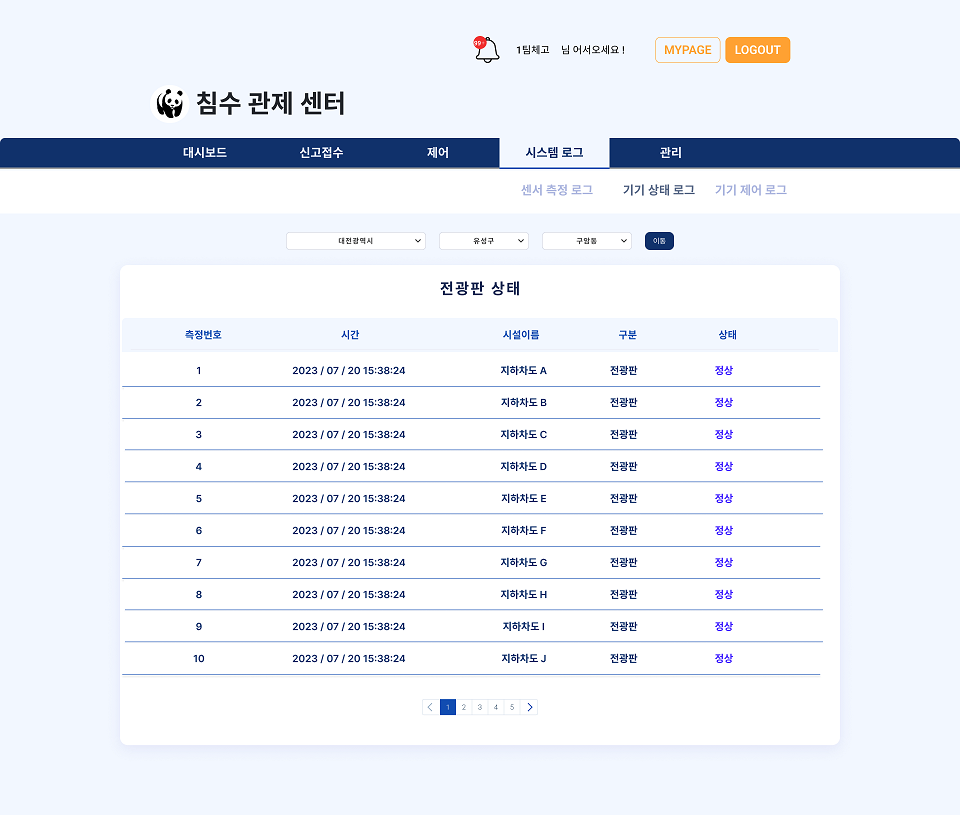 99+
1팀체고 님 어서오세요 !
MYPAGE
LOGOUT
침수 관제 센터
대시보드 신고접수 제어 시스템 로그 관리
센서 측정 로그 기기 상태 로그 기기 제어 로그
대전광역시 유성구 구암동 이동
전광판 상태
측정번호 시간 시설이름 구분 상태
1 2023 / 07 / 20 15:38:24 지하차도 A 전광판 정상
2 2023 / 07 / 20 15:38:24 지하차도 B 전광판 정상
3 2023 / 07 / 20 15:38:24 지하차도 C 전광판 정상
4 2023 / 07 / 20 15:38:24 지하차도 D 전광판 정상
5 2023 / 07 / 20 15:38:24 지하차도 E 전광판 정상
6 2023 / 07 / 20 15:38:24 지하차도 F 전광판 정상
7 2023 / 07 / 20 15:38:24 지하차도 G 전광판 정상
8 2023 / 07 / 20 15:38:24 지하차도 H 전광판 정상
9 2023 / 07 / 20 15:38:24 지하차도 I 전광판 정상
10 2023 / 07 / 20 15:38:24 지하차도 J 전광판 정상
1 2 3 4 5